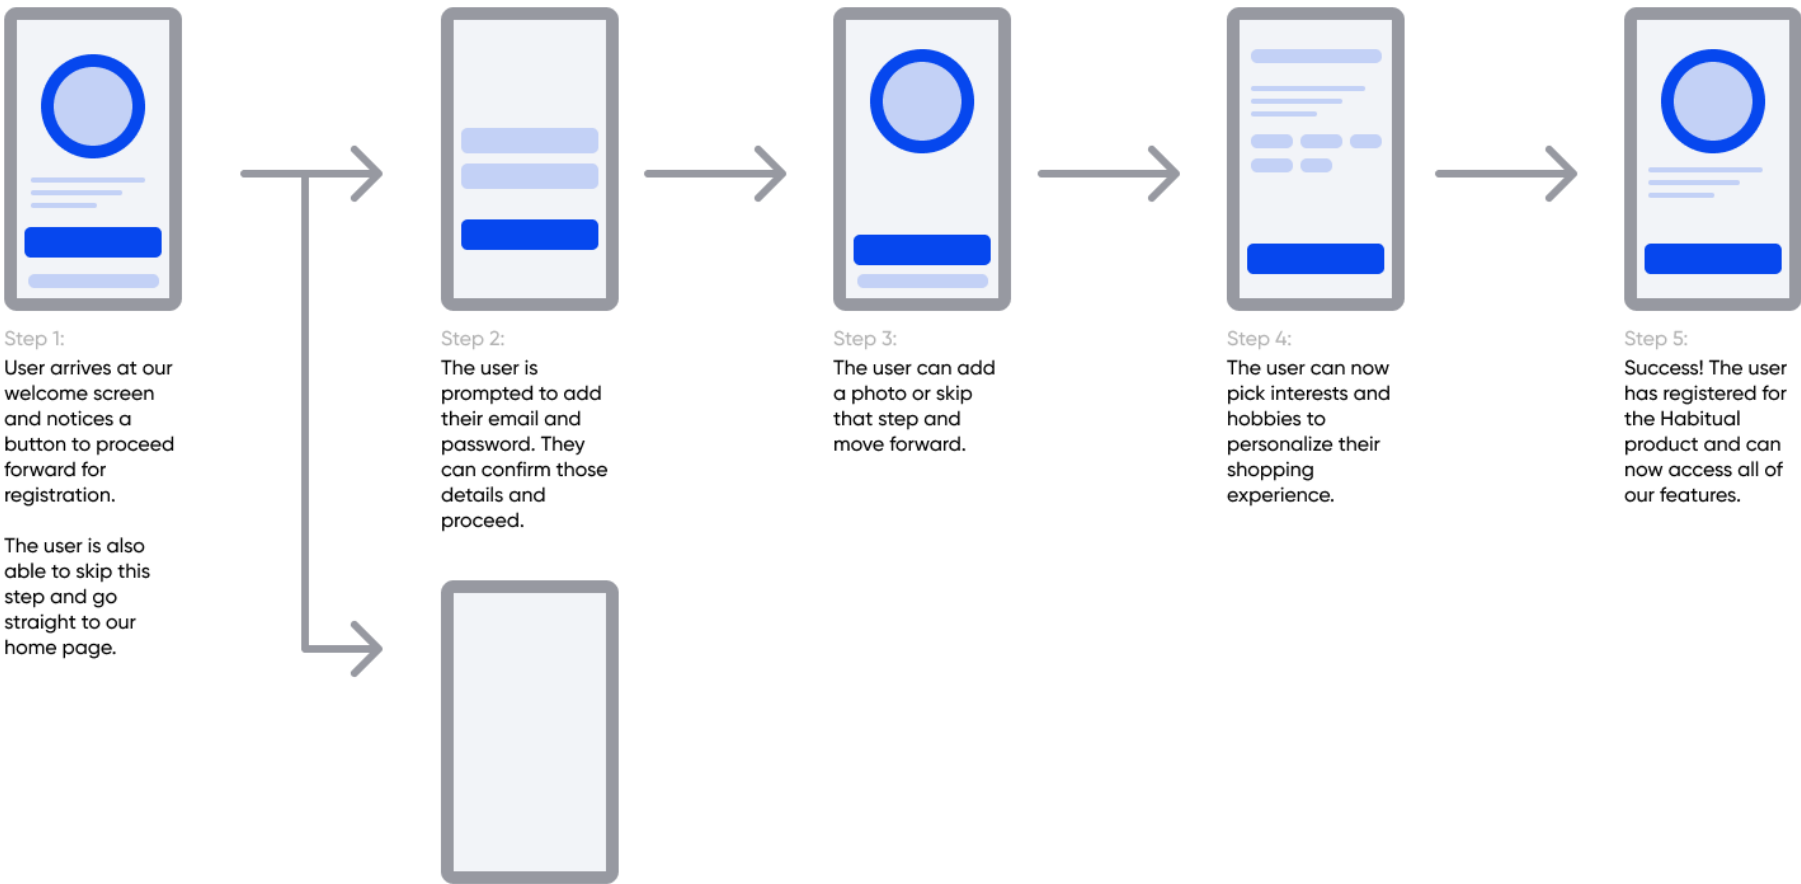 Step 1:
User arrives at our
welcome screen
and notices a
button to proceed
forward for
registration.
The user is also
able to skip this
step and go
straight to our
home page.
Step 2:
The user is
prompted to add
their email and
password. They
can confirm those
details and
proceed.
Step 3:
The user can add
a photo or skip
that step and
move forward.
Step 4:
The user can now
pick interests and
hobbies to
personalize their
shopping
experience.
Step 5:
Success! The user
has registered for
the Habitual
product and can
now access all of
our features.